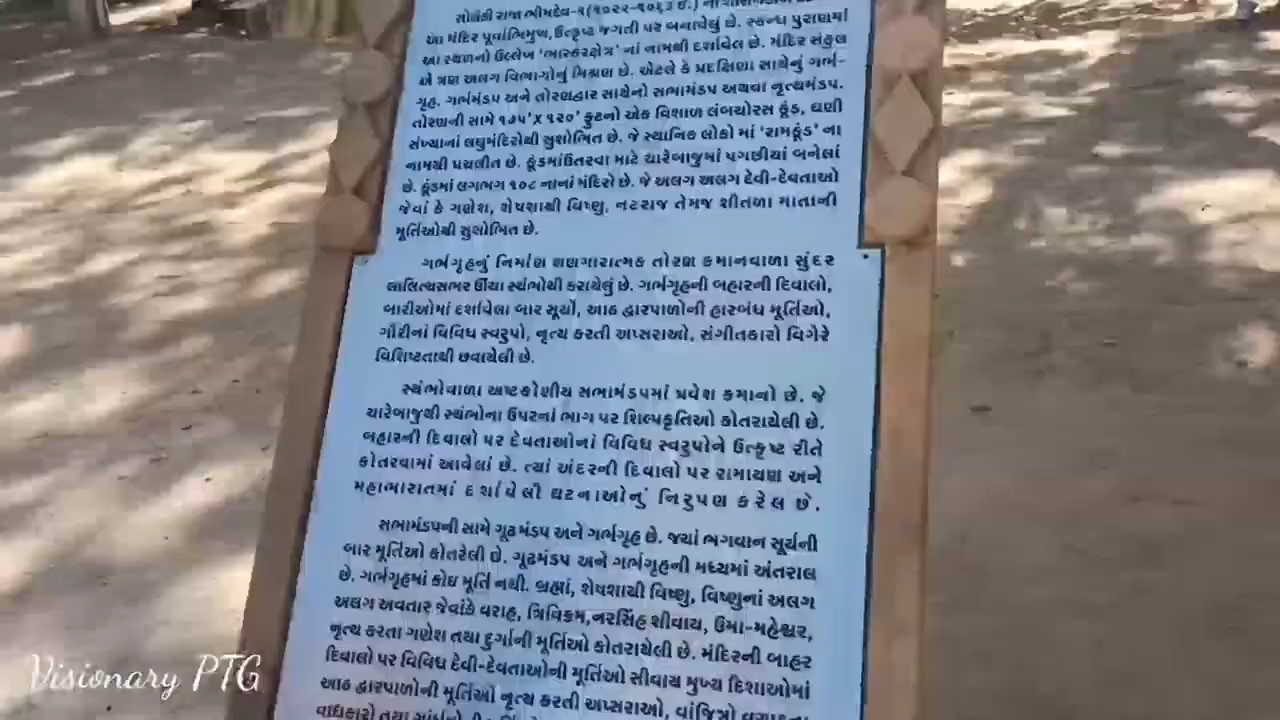 સોલંકી રાજા ભીમદેવ-૧(૧૦૨૨-૧૦૬૩ ઈ.)
આ મંદિર પૂર્વાભિમુખ,ઉત્કૃષ્ટ જગતી પર બનાવેલું છે. સ્કન્ધ પુરાણમાં
આ સ્થળનો ઉલ્લેખ 'ભાસ્કરક્ષેત્ર' નાં નામથી દર્શાવેલ છે. મંદિર સંકુલ
એ ત્રણ અલગ વિભાગોનું મિશ્રણ છે. એટલે કે પ્રદક્ષિણા સાથેનું ગર્ભ-
ગૃહ, ગર્ભમંડપ અને તોરણદ્વાર સાથેનો સભામંડપ અથવા નૃત્યમંડપ.
તોરણની સામે ૧૭૫'X ૧૨૦' ફુટનો એક વિશાળ લંબચોરસ કૂંડ, ઘણી
સંખ્યાનાં લઘુમંદિરોથી સુશોભિત છે. જે સ્થાનિક લોકો માં 'રામકૂંડ' ના
નામથી પ્રચલીત છે. કૂંડમાંઉતરવા માટે ચારેબાજુમાં પગછીયાં બનેલાં
છે. કૂંડમાં લગભગ ૧૦૮ નાનાં મંદિરો છે. જે અલગ અલગ દેવી-દેવતાઓ
જેવાં કે ગણેશ, શેષશાયી વિષ્ણુ, નટરાજ તેમજ શીતળા માતાની
મૂર્તિઓથી સુશોભિત છે.
ગર્ભગૃહનું નિર્માણ શણગારાત્મક તોરણ કમાનવાળા સુંદર
લાલિત્યસભર ઊંચા સ્થંભોથી કરાયેલું છે. ગર્ભગૃહની બહારની દિવાલો,
બારીઓમાં દર્શાવેલા બાર સૂર્યો, આઠ દ્વારપાળોની હારબંધ મૂર્તિઓ,
ગૌરીનાં વિવિધ સ્વરુપો, નૃત્ય કરતી અપ્સરાઓ, સંગીતકારો વિગેરે
વિશિષ્ટતાથી છવાયેલી છે.
સ્થંભોવાળા અષ્ટકોણીય સભામંડપમાં પ્રવેશ કમાનો છે. જે
ચારેબાજુથી સ્થંભોના ઉપરનાં ભાગ પર શિલ્પકૃતિઓ કોતરાયેલી છે.
બહારની દિવાલો પર દેવતાઓનાં વિવિધ સ્વરુપોને ઉત્કૃષ્ટ રીતે
કોતરવામાં આવેલાં છે. ત્યાં અંદરની દિવાલો પર રામાયણ અને
મહાભારાતમાં દર્શાવેલી ઘટનાઓનું નિરુપણ કરેલ છે.
સભામંડપની સામે ગૂઢમંડપ અને ગર્ભગૃહ છે. જ્યાં ભગવાન સૂર્યની
બાર મૂર્તિઓ કોતરેલી છે. ગૂઢમંડપ અને ગર્ભગૃહની મધ્યમાં અંતરાલ
છે. ગર્ભગૃહમાં કોઇ મૂર્તિ નથી. બ્રહ્માં, શેષશાયી વિષ્ણુ, વિષ્ણુનાં અલગ
અલગ અવતાર જેવાંકે વરાહ, ત્રિવિક્રમ,નરસિંહ શીવાય, ઉમા-મહેશ્વર,
નૃત્ય કરતા ગણેશ તથા દુર્ગાની મૂર્તિઓ કોતરાયેલી છે. મંદિરની બાહર
દિવાલો પર વિવિધ દેવી-દેવતાઓની મૂર્તિઓ સીવાય મુખ્ય દિશાઓમાં
આઠ દ્વારપાળોની મૂર્તિઓ નૃત્ય કરતી અપ્સરાઓ, વાંજિત્રો
વાદ્યકારો તથા
Visionary PTG